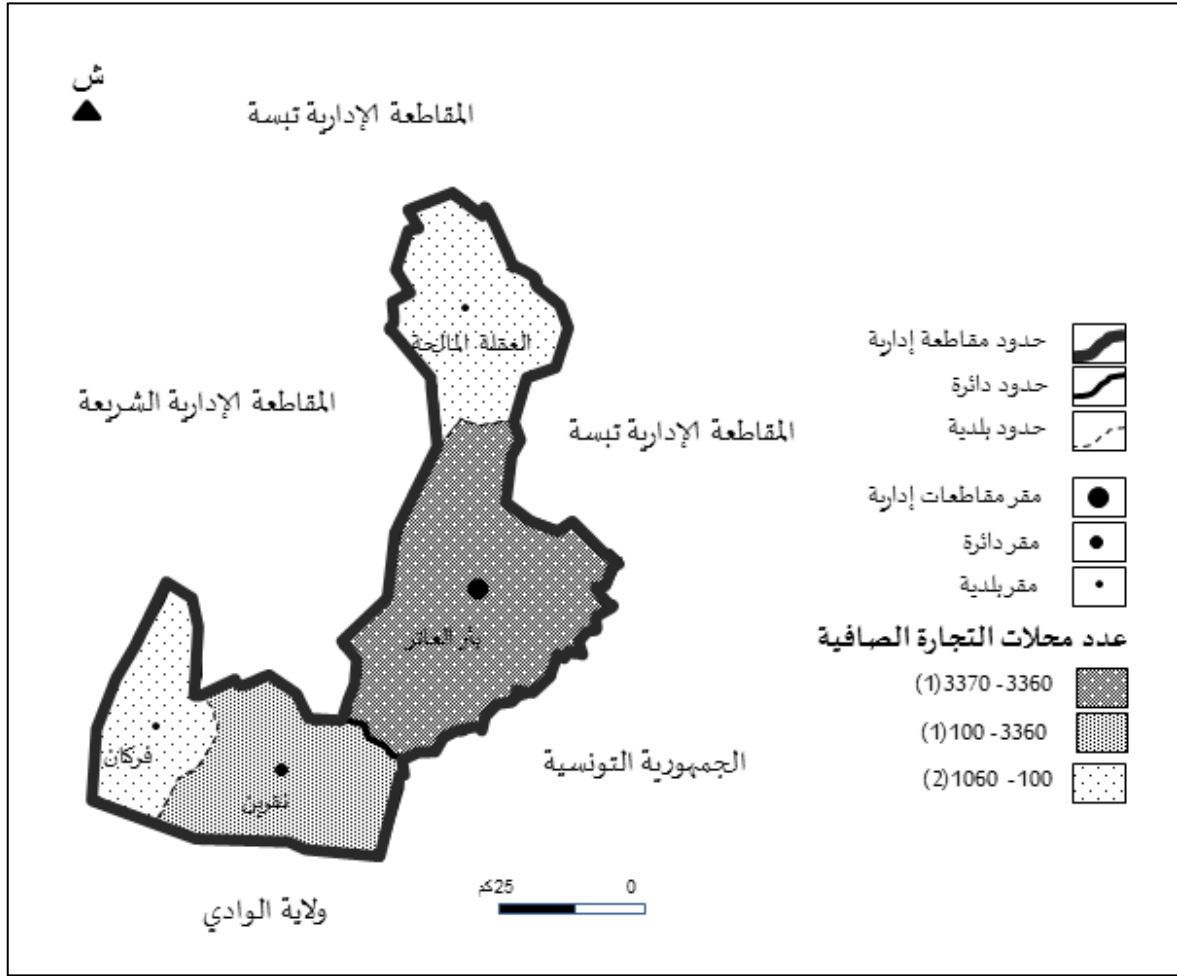 ش
المقاطعة الإدارية تبسة
العقلة المالحة
المقاطعة الإدارية الشريعة
المقاطعة الإدارية تبسة
بئر العاتر
فركان
نقرين
الجمهورية التونسية
ولاية الوادي
25كم 0
حدود مقاطعة إدارية
حدود دائرة
حدود بلدية
مقر مقاطعات إدارية
مقر دائرة
مقر بلدية
عدد محلات التجارة الصافية
3360- 3370(1)
3360- 100(1)
100- 1060(2)